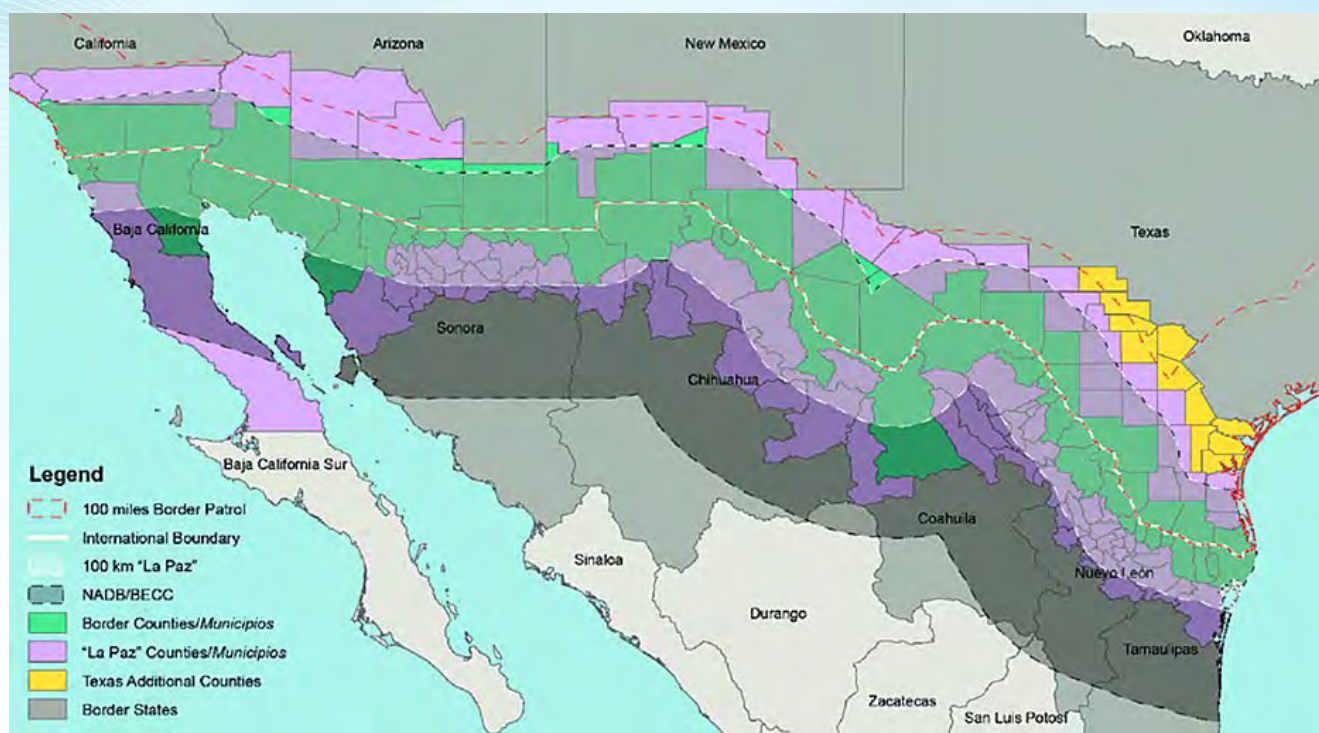 California
Arizona
New Mexico
Oklahoma
Texas
Baja California
Sonora
Chihuahua
Coahuila
Nuevo León
Tamaulipas
Baja California Sur
Sinaloa
Durango
Zacatecas
San Luis Potosí
Legend
100 miles Border Patrol
International Boundary
100 km "La Paz"
NADB/BECC
Border Counties/Municipios
"La Paz" Counties/Municipios
Texas Additional Counties
Border States